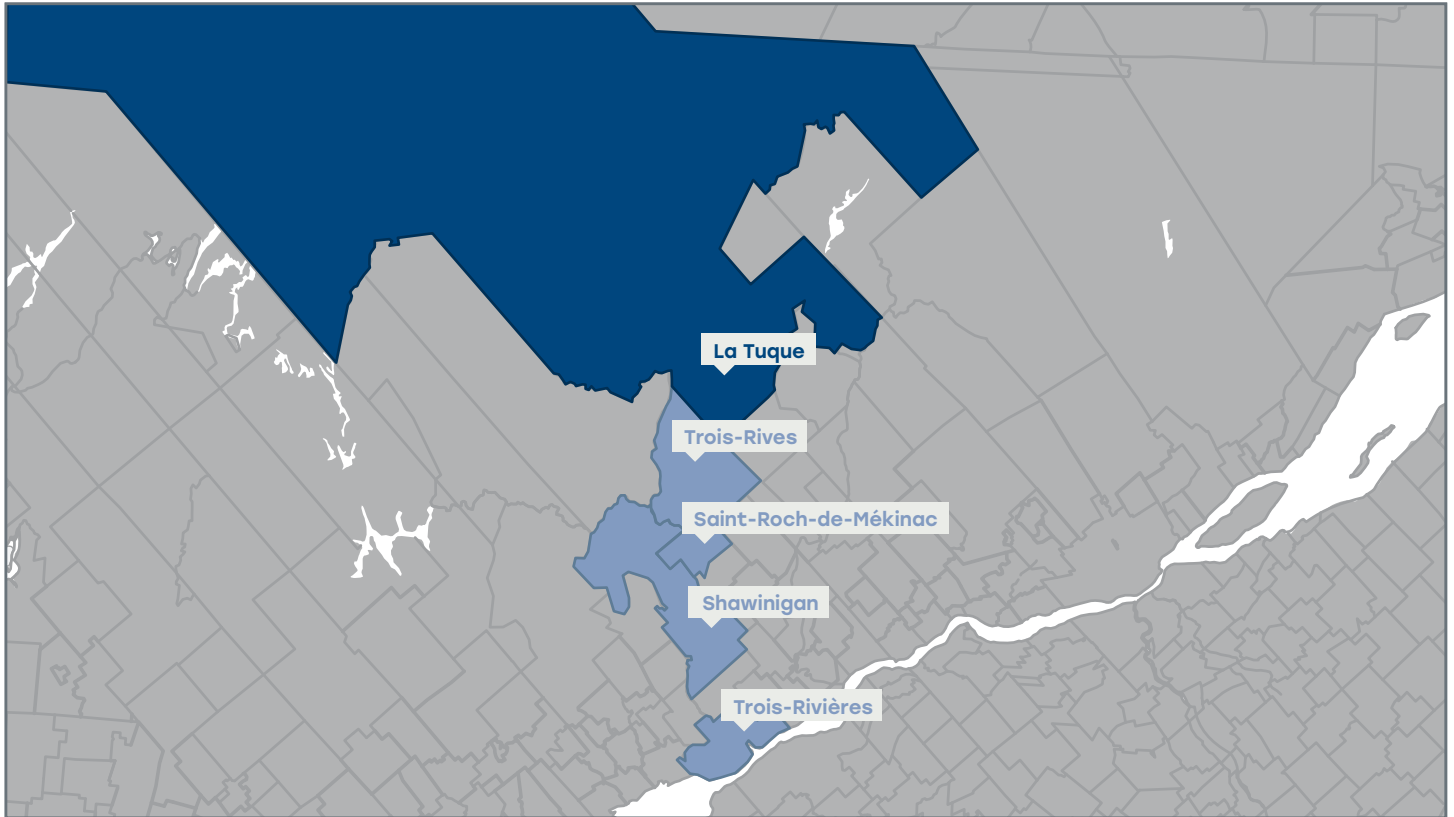 La Tuque
Trois-Rives
Saint-Roch-de-Mékinac
Shawinigan
Trois-Rivières